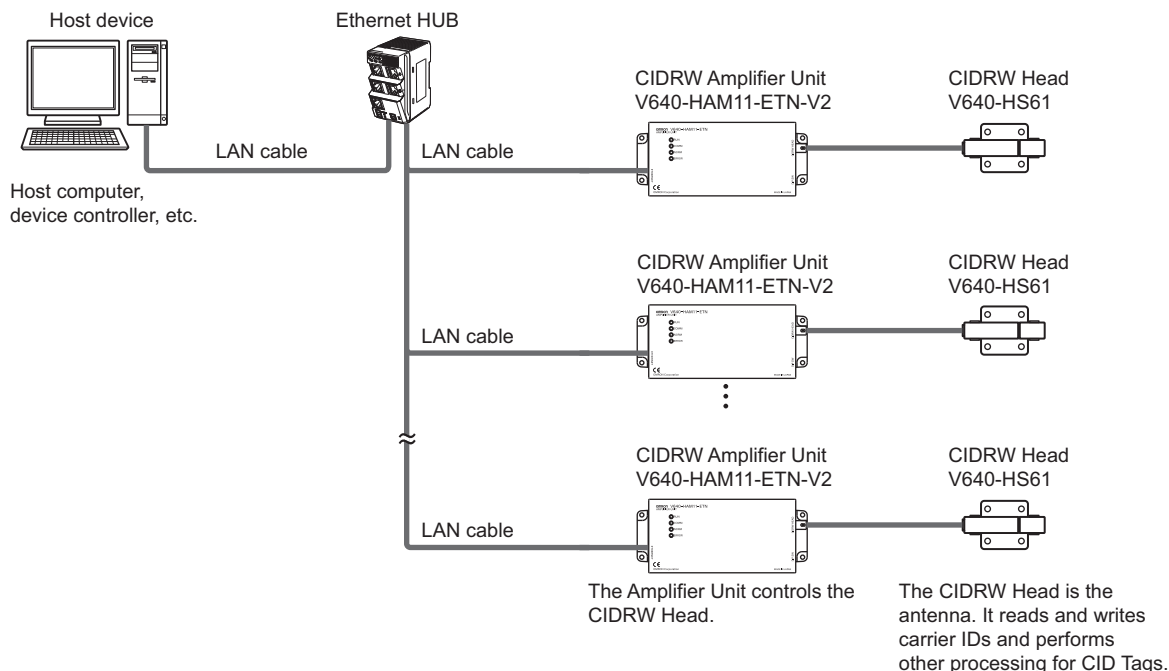 Host device
Ethernet HUB
CIDRW Amplifier Unit
V640-HAM11-ETN-V2
CIDRW Head
V640-HS61
LAN cable
LAN cable
Host computer,
device controller, etc.
CIDRW Amplifier Unit
V640-HAM11-ETN-V2
CIDRW Head
V640-HS61
LAN cable
CIDRW Amplifier Unit
V640-HAM11-ETN-V2
CIDRW Head
V640-HS61
LAN cable
The Amplifier Unit controls the
CIDRW Head.
The CIDRW Head is the
antenna. It reads and writes
carrier IDs and performs
other processing for CID Tags.